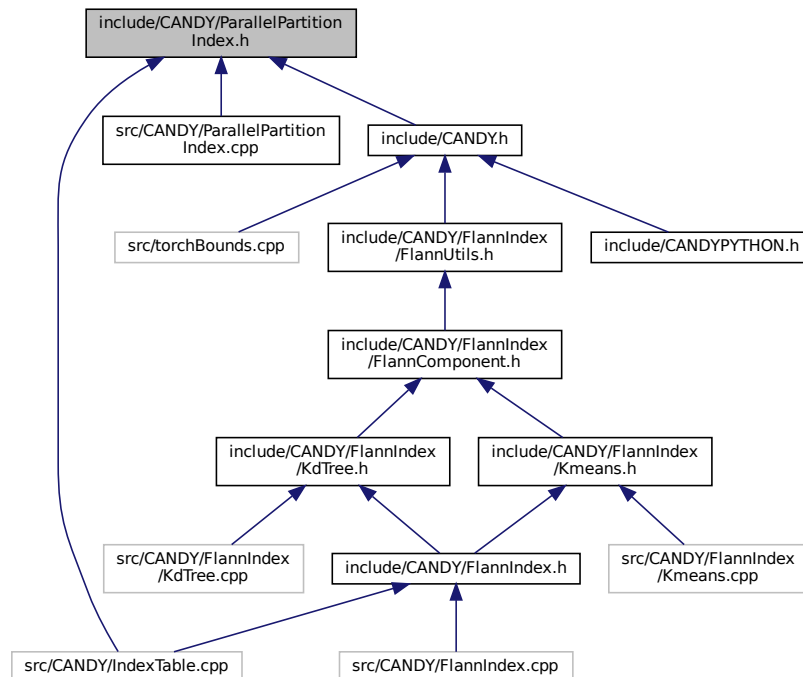 include/CANDY/ParallelPartition
Index.h
src/CANDY/ParallelPartition
Index.cpp
include/CANDY.h
src/torchBounds.cpp
include/CANDY/FlannIndex
/FlannUtils.h
include/CANDYPYTHON.h
include/CANDY/FlannIndex
/FlannComponent.h
include/CANDY/FlannIndex
/KdTree.h
include/CANDY/FlannIndex
/Kmeans.h
src/CANDY/FlannIndex
/KdTree.cpp
include/CANDY/FlannIndex.h
src/CANDY/FlannIndex
/Kmeans.cpp
src/CANDY/IndexTable.cpp
src/CANDY/FlannIndex.cpp